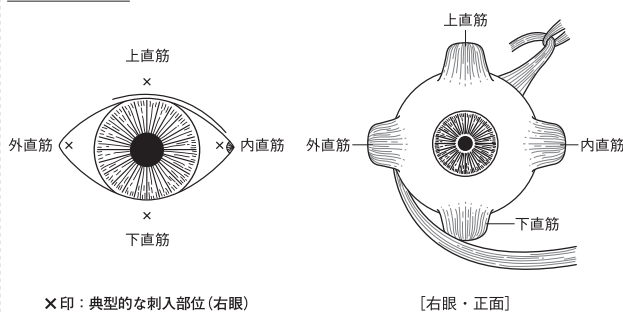 上直筋
外直筋
内直筋
下直筋
×印：典型的な刺入部位（右眼）
上直筋
外直筋
内直筋
下直筋
［右眼・正面］